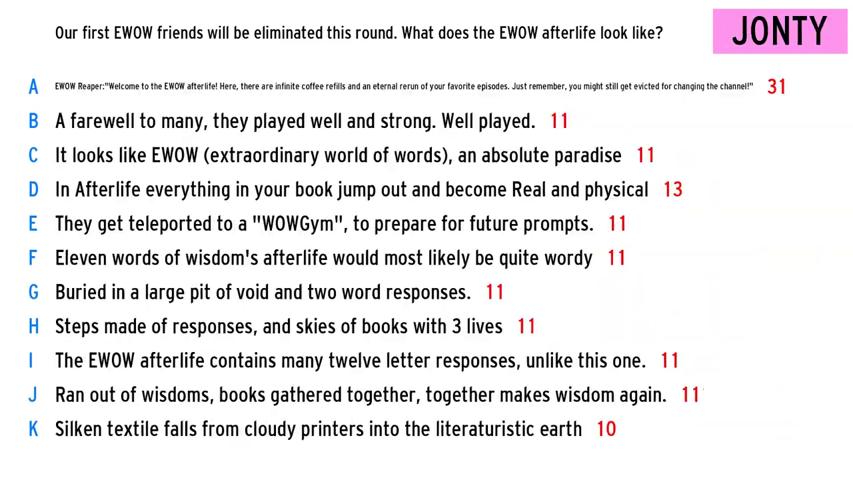 Our first EWOW friends will be eliminated this round. What does the EWOW afterlife look like?
JONTY
A EWOW Reaper:"Welcome to the EWOW afterlife! Here, there are infinite coffee refills and an eternal rerun of your favorite episodes. Just remember, you might still get evicted for changing the channel!" 31
B A farewell to many, they played well and strong. Well played. 11
C It looks like EWOW (extraordinary world of words), an absolute paradise 11
D In Afterlife everything in your book jump out and become Real and physical 13
E They get teleported to a "WOWGym", to prepare for future prompts. 11
F Eleven words of wisdom's afterlife would most likely be quite wordy 11
G Buried in a large pit of void and two word responses. 11
H Steps made of responses, and skies of books with 3 lives 11
I The EWOW afterlife contains many twelve letter responses, unlike this one. 11
J Ran out of wisdoms, books gathered together, together makes wisdom again. 11
K Silken textile falls from cloudy printers into the literaturistic earth 10